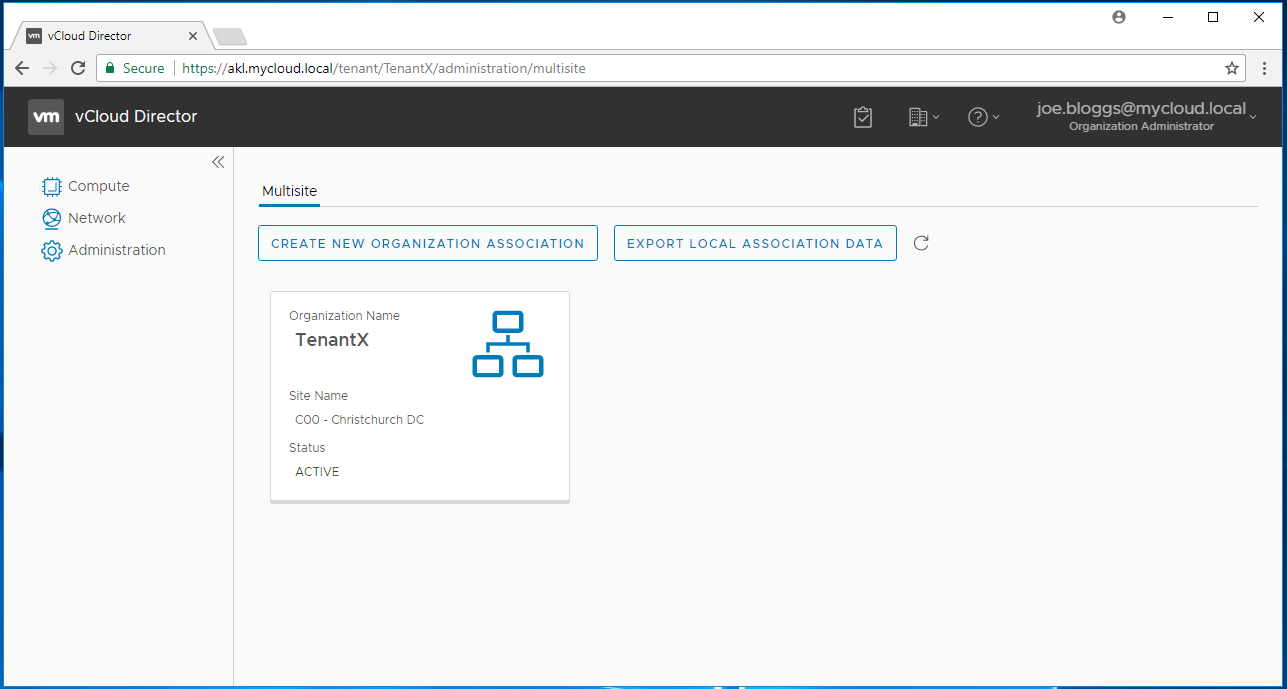 vm vCloud Director
Secure https://akl.mycloud.local/tenant/TenantX/administration/multisite
vm vCloud Director
joe.bloggs@mycloud.local
Organization Administrator
Compute
Network
Administration
Multisite
CREATE NEW ORGANIZATION ASSOCIATION
EXPORT LOCAL ASSOCIATION DATA
Organization Name
TenantX
Site Name
C00 - Christchurch DC
Status
ACTIVE